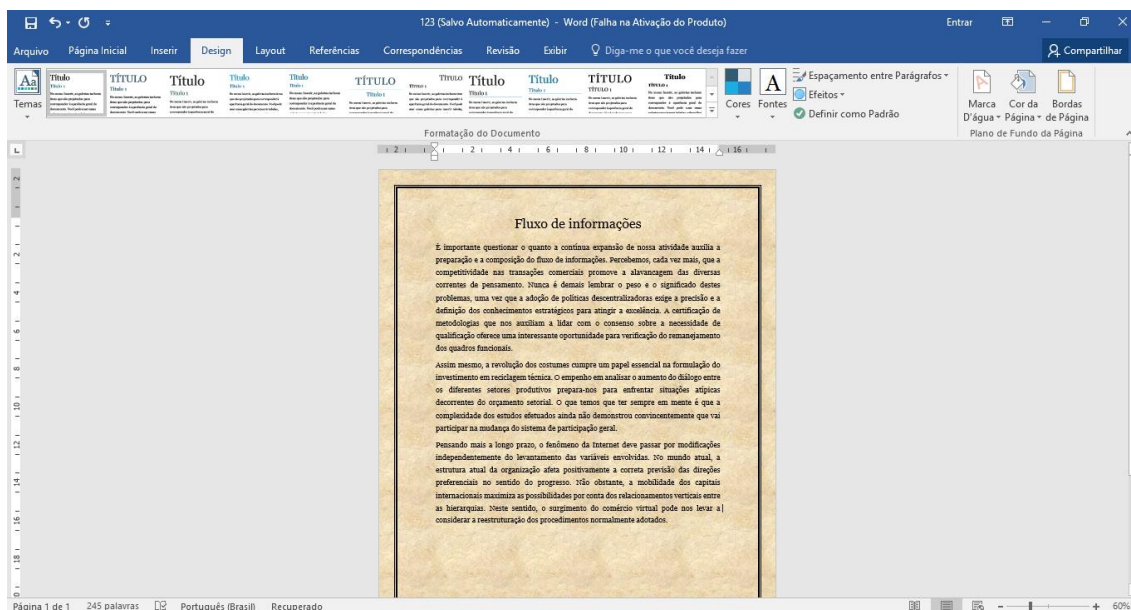 123 (Salvo Automaticamente) - Word (Falha na Ativação do Produto)
Entrar
Arquivo Página Inicial Inserir Design Layout Referências Correspondências Revisão Exibir Diga-me o que você deseja fazer Compartilhar
Temas
Título TÍTULO Título Título Título TÍTULO TÍTULO Título Título TÍTULO Título
Cores Fontes
Espaçamento entre Parágrafos
Efeitos
Definir como Padrão
Marca D'água
Cor da Página
Bordas de Página
Formatação do Documento
Plano de Fundo da Página
Fluxo de informações
É importante questionar o quanto a contínua expansão de nossa atividade auxilia a
preparação e a composição do fluxo de informações. Percebemos, cada vez mais, que a
competitividade nas transações comerciais promove a alavancagem das diversas
correntes de pensamento. Nunca é demais lembrar o peso e o significado destes
problemas, uma vez que a adoção de políticas descentralizadoras exige a precisão e a
definição dos conhecimentos estratégicos para atingir a excelência. A certificação de
metodologias que nos auxiliam a lidar com o consenso sobre a necessidade de
qualificação oferece uma interessante oportunidade para verificação do remanejamento
dos quadros funcionais.
Assim mesmo, a revolução dos costumes cumpre um papel essencial na formulação do
investimento em reciclagem técnica. O empenho em analisar o aumento do diálogo entre
os diferentes setores produtivos prepara-nos para enfrentar situações atípicas
decorrentes do orçamento setorial. O que temos que ter sempre em mente é que a
complexidade dos estudos efetuados ainda não demonstrou convincentemente que vai
participar na mudança do sistema de participação geral.
Pensando mais a longo prazo, o fenômeno da Internet deve passar por modificações
independentemente do levantamento das variáveis envolvidas. No mundo atual, a
estrutura atual da organização afeta positivamente a correta previsão das direções
preferenciais no sentido do progresso. Não obstante, a mobilidade dos capitais
internacionais maximiza as possibilidades por conta dos relacionamentos verticais entre
as hierarquias. Neste sentido, o surgimento do comércio virtual pode nos levar a
considerar a reestruturação dos procedimentos normalmente adotados.
Página 1 de 1 245 palavras Português (Brasil) Recuperado 60%